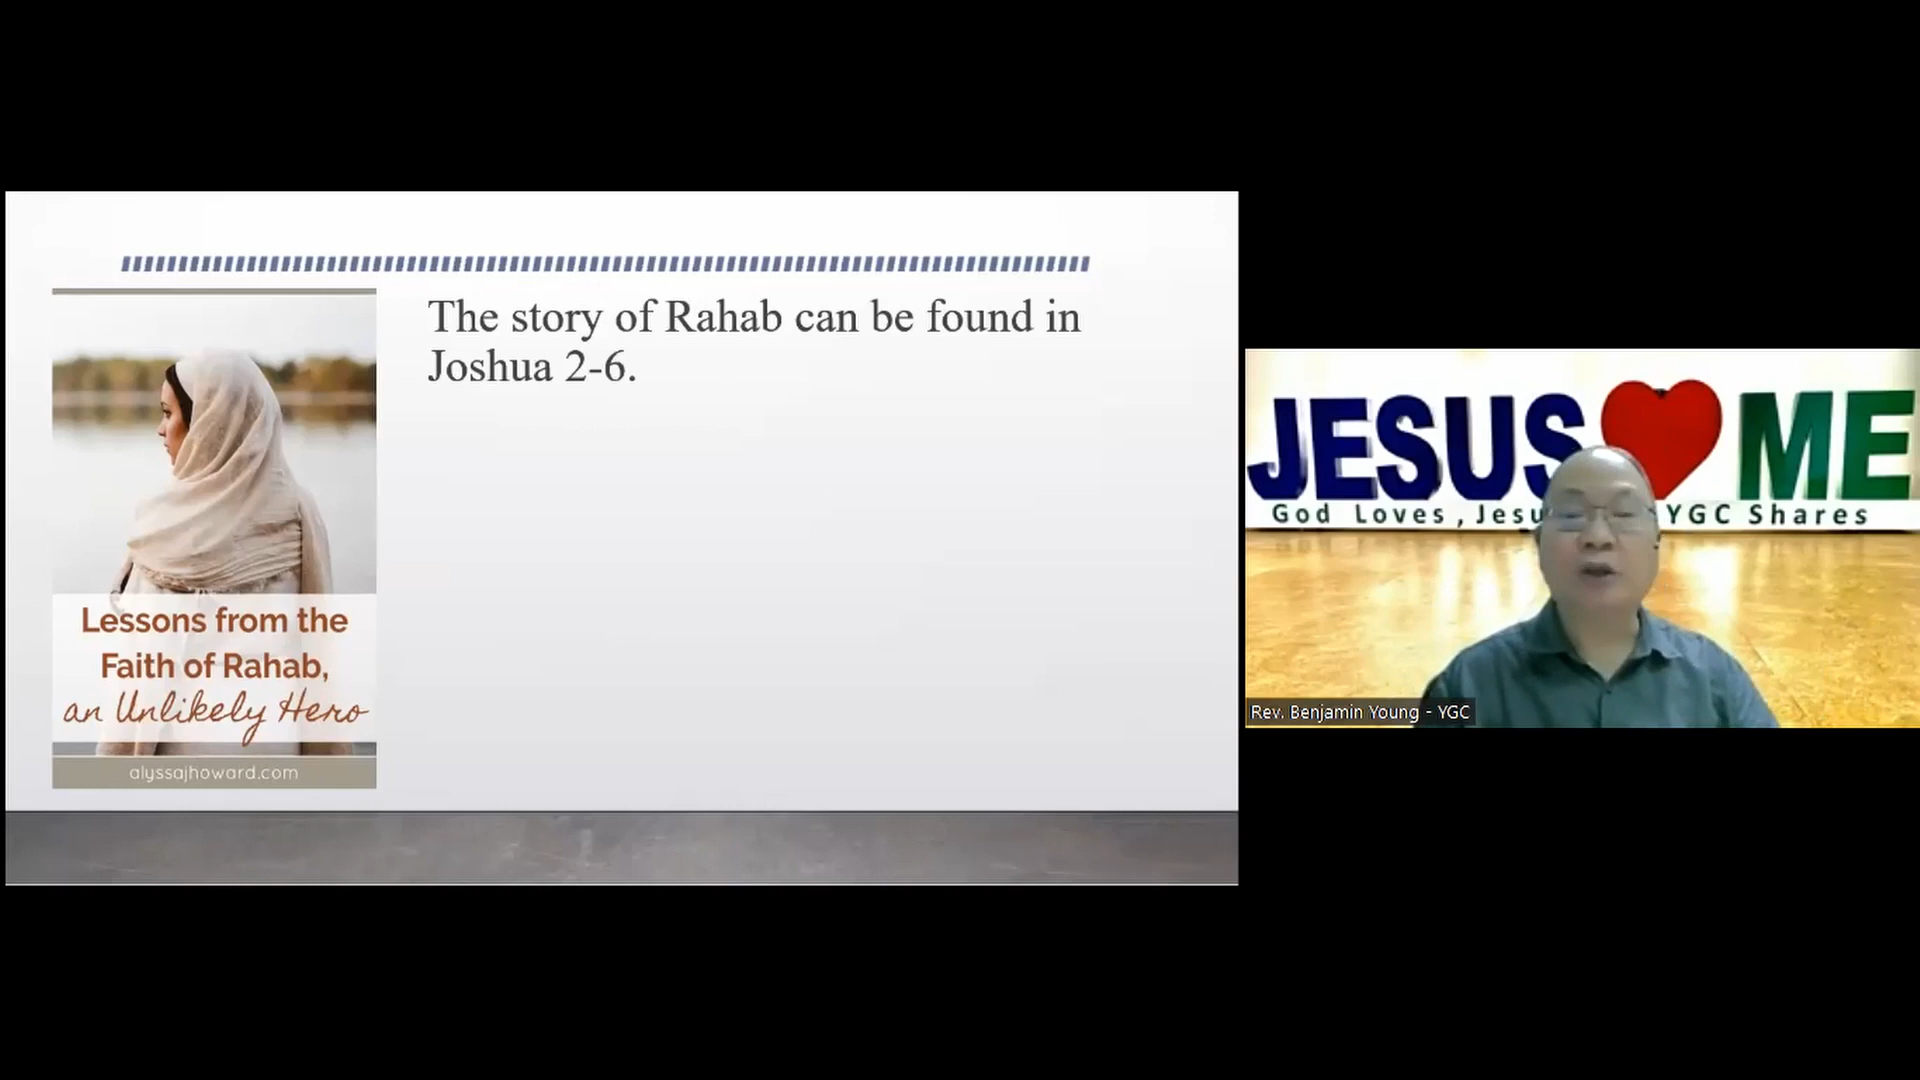 The story of Rahab can be found in
Joshua 2-6.
Lessons from the
Faith of Rahab,
an Unlikely Hero
alyssajhoward.com
JESUS ME
God Loves, Jesu YGC Shares
Rev. Benjamin Young - YGC